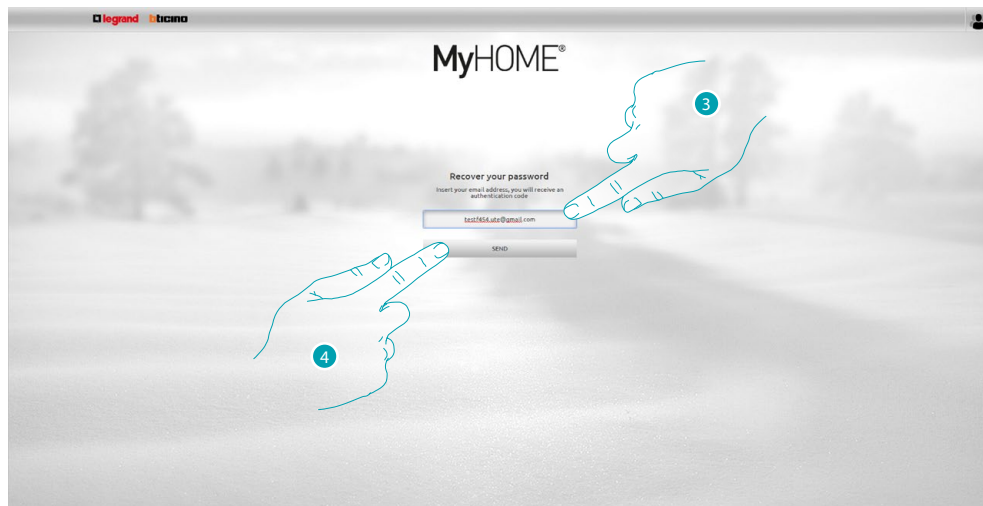 legrand bticino
MyHOME®
3
Recover your password
Insert your email address, you will receive an
authentication code
testf454.ute@gmail.com
SEND
4